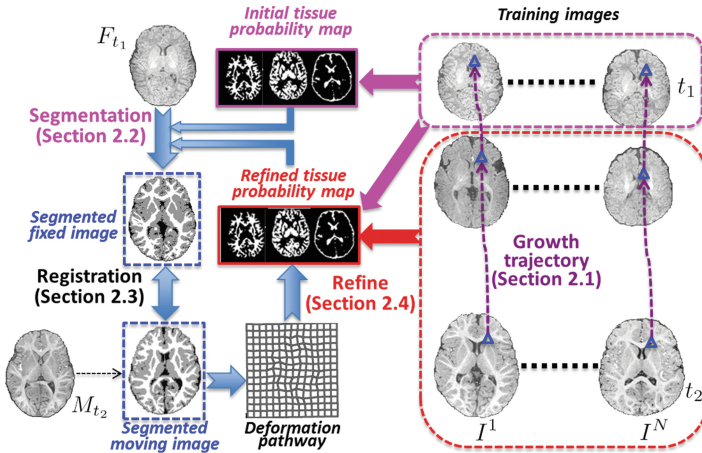 F_{t_1}
Initial tissue
probability map
Training images
t_1
Segmentation
(Section 2.2)
Refined tissue
probability map
Segmented
fixed image
Growth
trajectory
(Section 2.1)
Registration
(Section 2.3)
Refine
(Section 2.4)
M_{t_2}
t_2
Segmented
moving image
Deformation
pathway
I^1
I^N